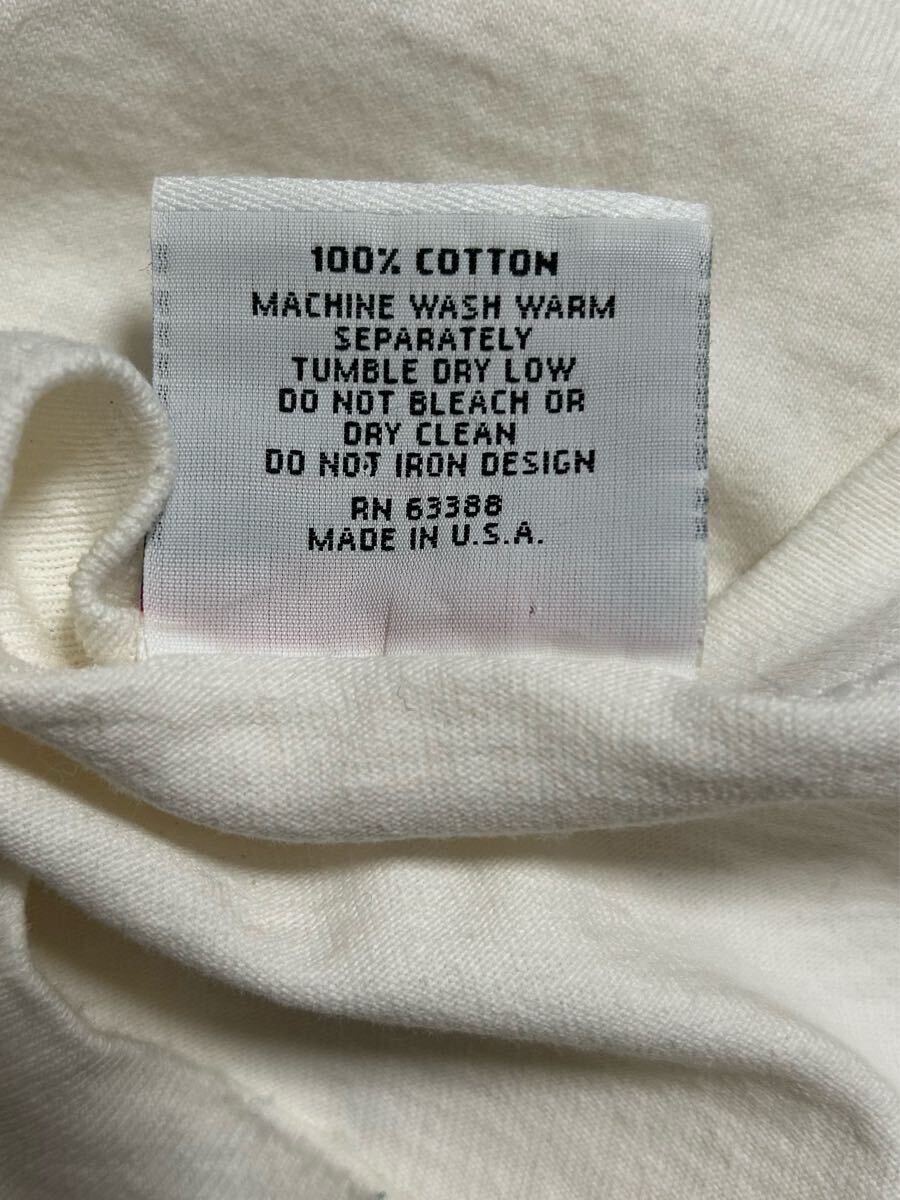 100% COTTON
MACHINE WASH WARM
SEPARATELY
TUMBLE DRY LOW
DO NOT BLEACH OR
DRY CLEAN
DO NOT IRON DESIGN
RN 63388
MADE IN U.S.A.